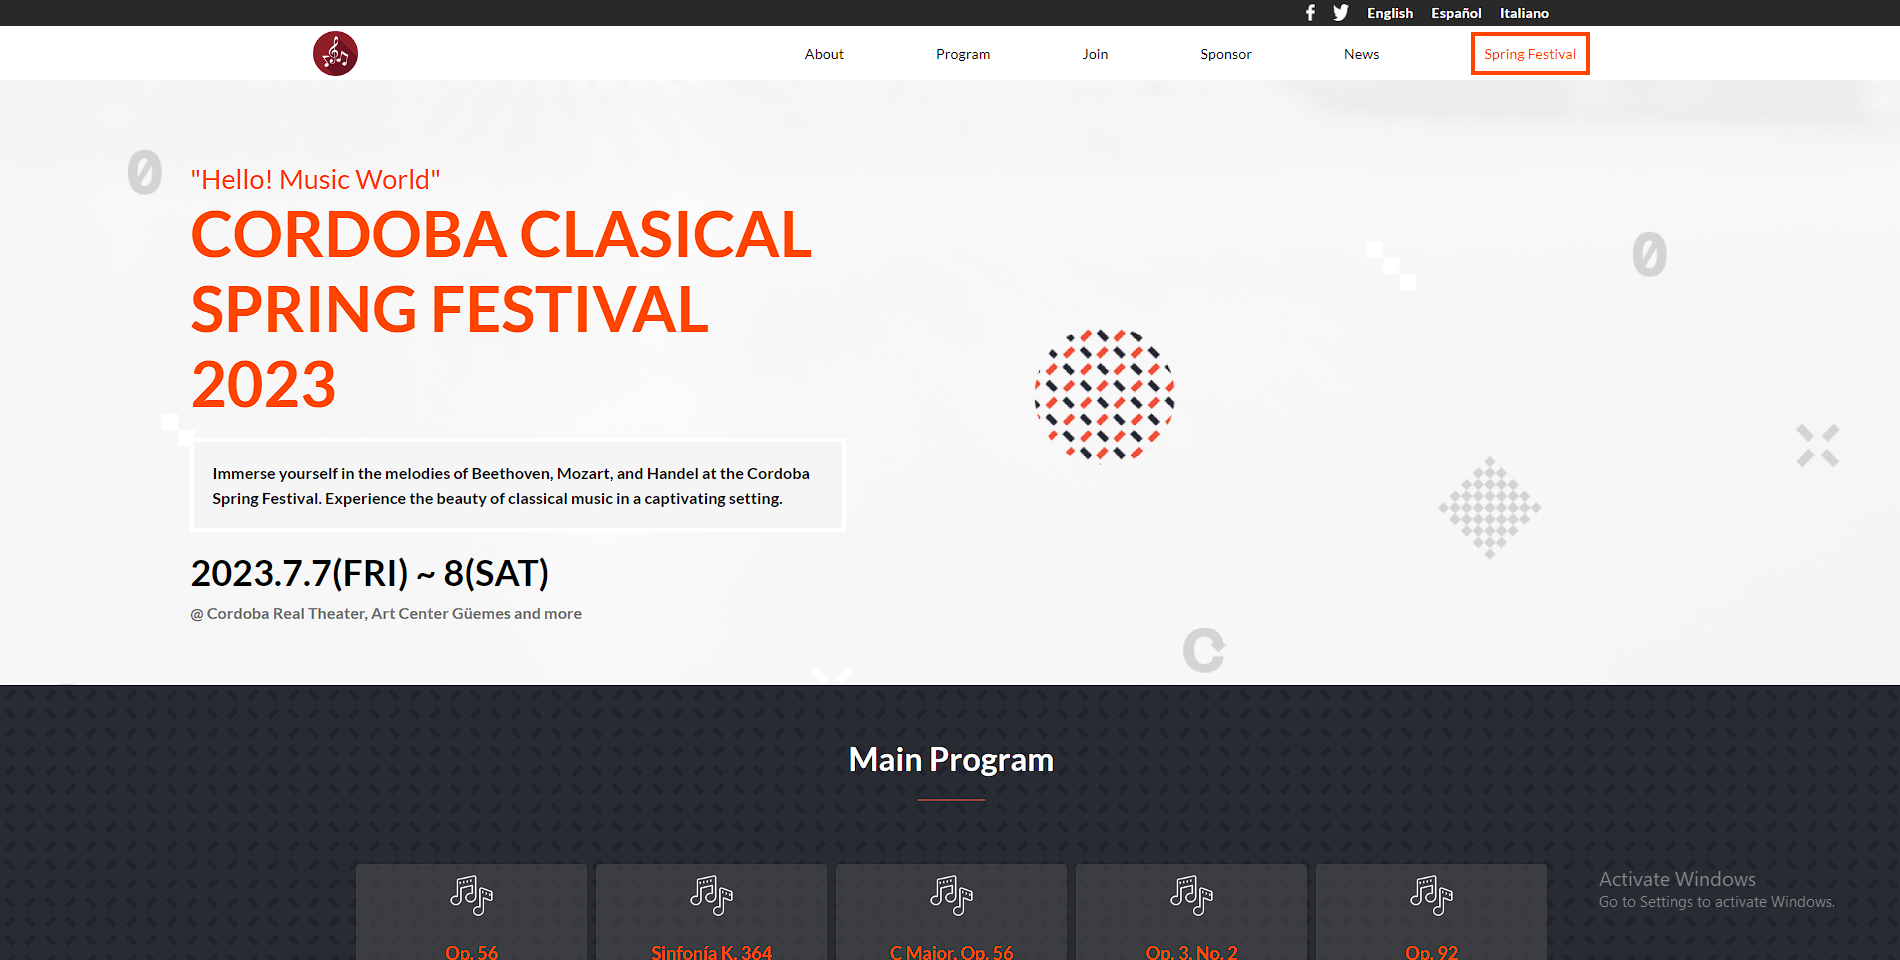 English Español Italiano
About Program Join Sponsor News Spring Festival
"Hello! Music World"
CORDOBA CLASICAL
SPRING FESTIVAL
2023
Immerse yourself in the melodies of Beethoven, Mozart, and Handel at the Cordoba
Spring Festival. Experience the beauty of classical music in a captivating setting.
2023.7.7(FRI) ~ 8(SAT)
@ Cordoba Real Theater, Art Center Güemes and more
Main Program
Op. 56
Sinfonía K. 364
C Major, Op. 56
Op. 3, No. 2
Op. 92
Activate Windows
Go to Settings to activate Windows.